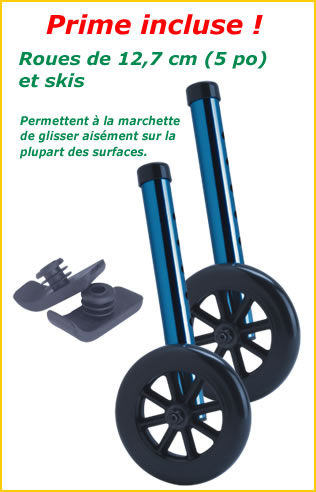 Prime incluse !
Roues de 12,7 cm (5 po)
et skis
Permettent à la marchette
de glisser aisément sur la
plupart des surfaces.